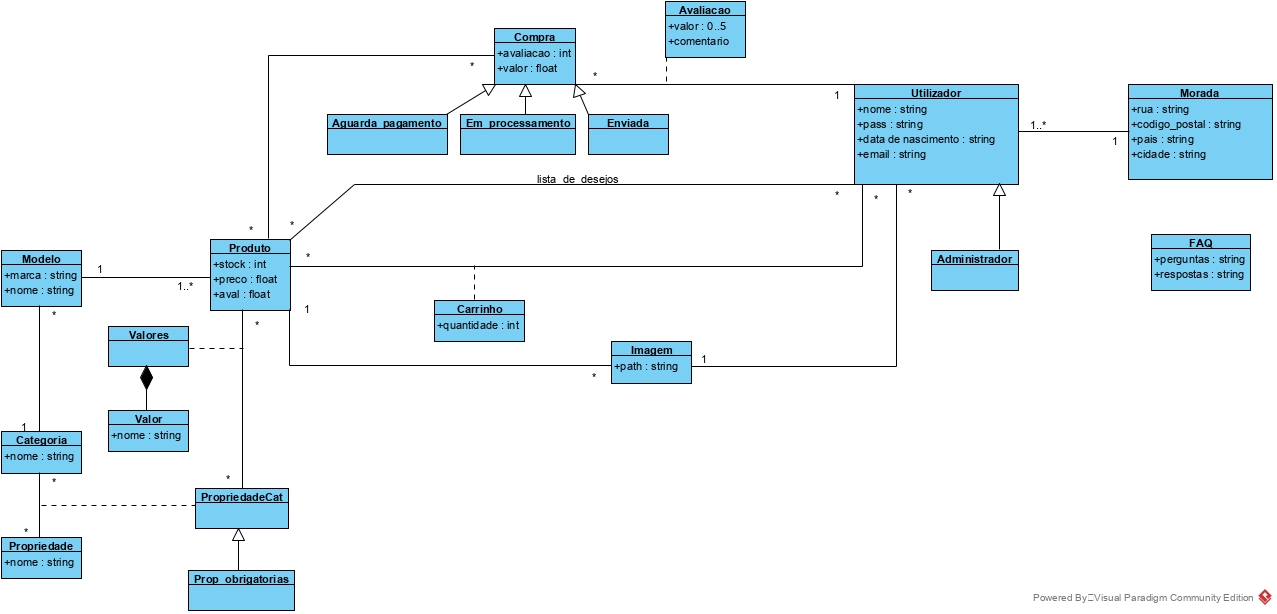 Avaliacao
+valor : 0..5
+comentario
Compra
+avaliacao : int
+valor : float
*
*
1
Aguarda_pagamento
Em_processamento
Enviada
Utilizador
+nome : string
+pass : string
+data de nascimento : string
+email : string
1..*
1
Morada
+rua : string
+codigo_postal : string
+pais : string
+cidade : string
lista_de_desejos
*
*
*
*
*
*
Administrador
FAQ
+perguntas : string
+respostas : string
Produto
+stock : int
+preco : float
+aval : float
Modelo
+marca : string
+nome : string
1
1..*
*
*
1
Carrinho
+quantidade : int
Valores
Imagem
+path : string
1
*
Valor
+nome : string
1
Categoria
+nome : string
*
*
PropriedadeCat
*
Propriedade
+nome : string
Prop_obrigatorias
Powered By Visual Paradigm Community Edition